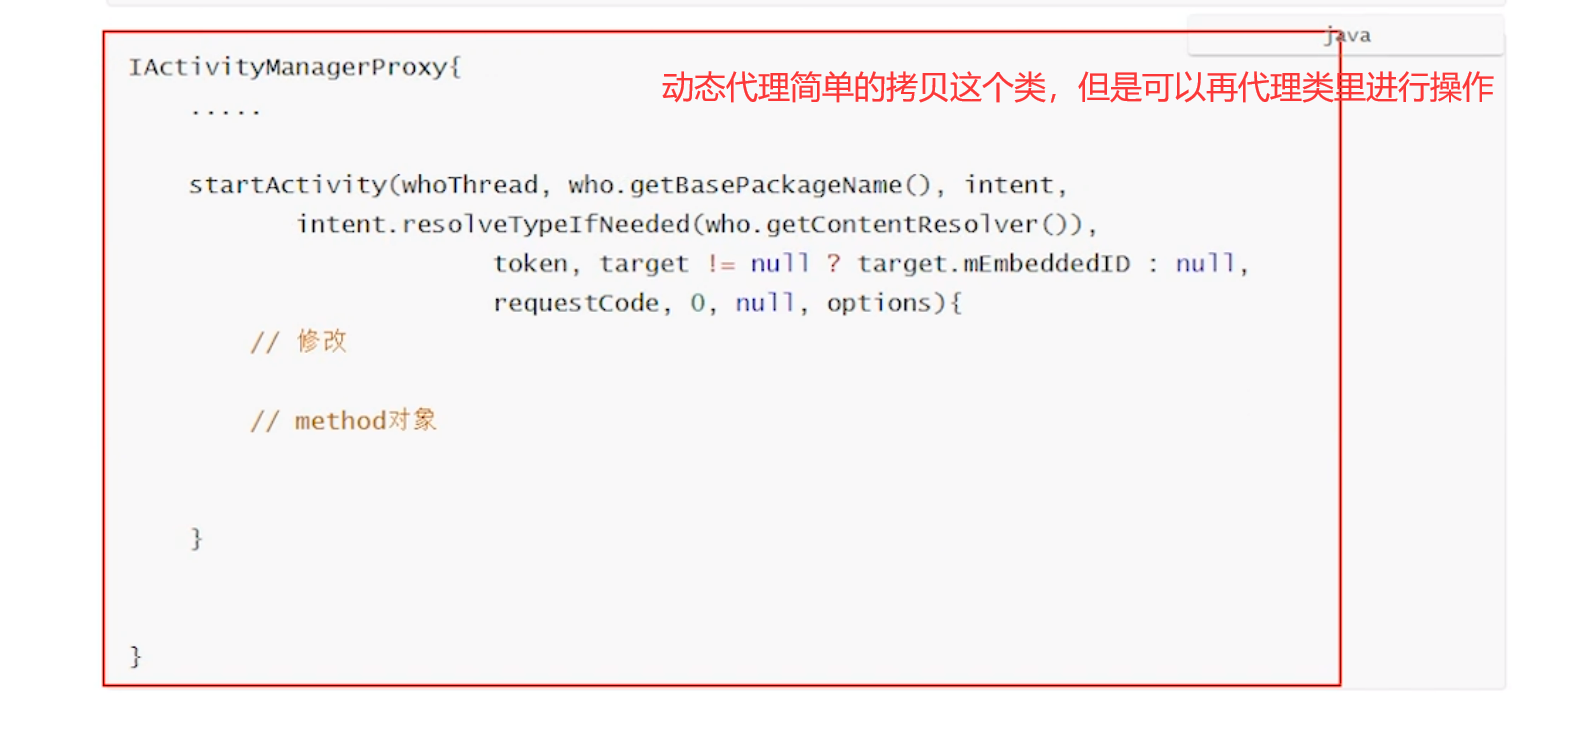 java
IActivityManagerProxy{
动态代理简单的拷贝这个类，但是可以再代理类里进行操作
.....
startActivity(whoThread, who.getBasePackageName(), intent,
intent.resolveTypeIfNeeded(who.getContentResolver()),
token, target != null ? target.mEmbeddedID : null,
requestCode, 0, null, options){
// 修改
// method对象
}
}